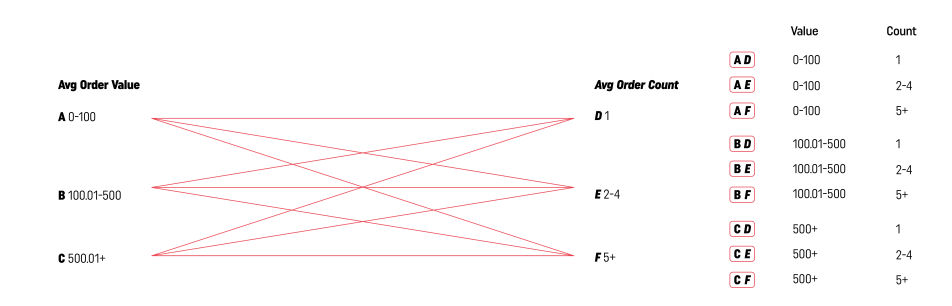 Value Count
A D 0-100 1
Avg Order Value Avg Order Count
A E 0-100 2-4
A F 0-100 5+
A 0-100 D 1
B D 100.01-500 1
B E 100.01-500 2-4
B 100.01-500 E 2-4
B F 100.01-500 5+
C D 500+ 1
C E 500+ 2-4
C 500.01+ F 5+
C F 500+ 5+